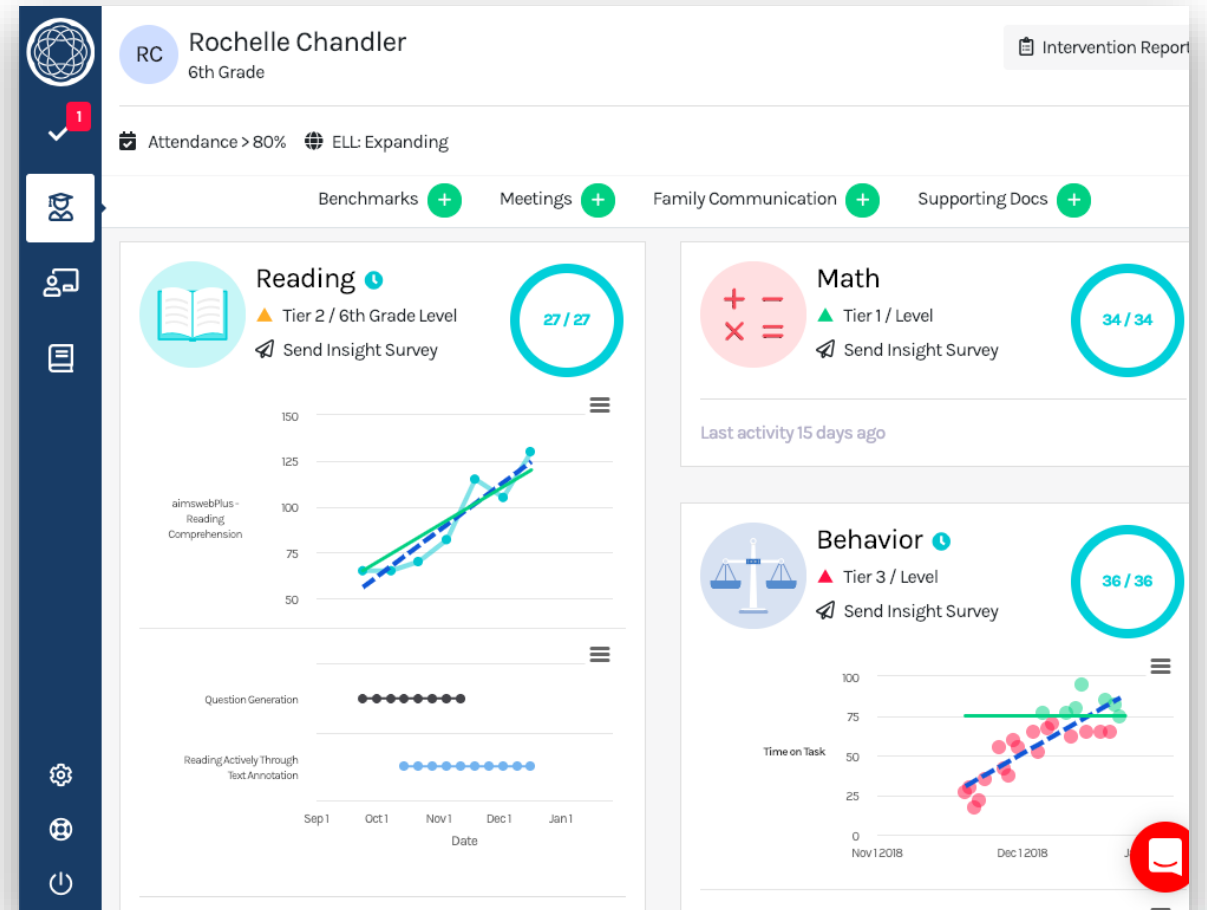 RC
Rochelle Chandler
6th Grade
Intervention Report
1
Attendance > 80%
ELL: Expanding
Benchmarks +
Meetings +
Family Communication +
Supporting Docs +
Reading
Tier 2 / 6th Grade Level
Send Insight Survey
27 / 27
150
125
100
75
50
aimswebPlus -
Reading
Comprehension
Question Generation
Reading Actively Through
Text Annotation
Sep 1
Oct 1
Nov 1
Dec 1
Jan 1
Date
Math
Tier 1 / Level
Send Insight Survey
34 / 34
Last activity 15 days ago
Behavior
Tier 3 / Level
Send Insight Survey
36 / 36
100
75
50
25
0
Time on Task
Nov 1 2018
Dec 1 2018